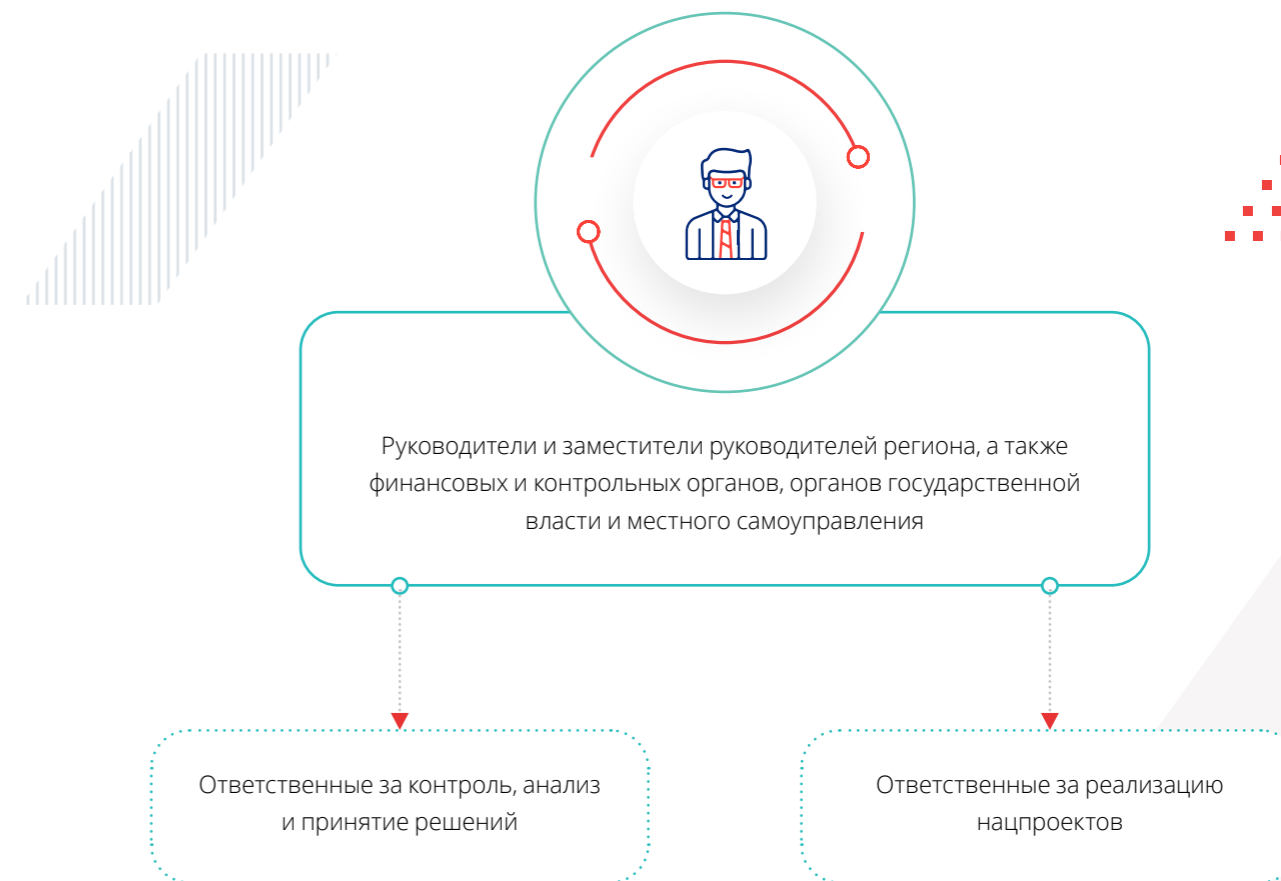 Руководители и заместители руководителей региона, а также
финансовых и контрольных органов, органов государственной
власти и местного самоуправления
Ответственные за контроль, анализ
и принятие решений
Ответственные за реализацию
нацпроектов